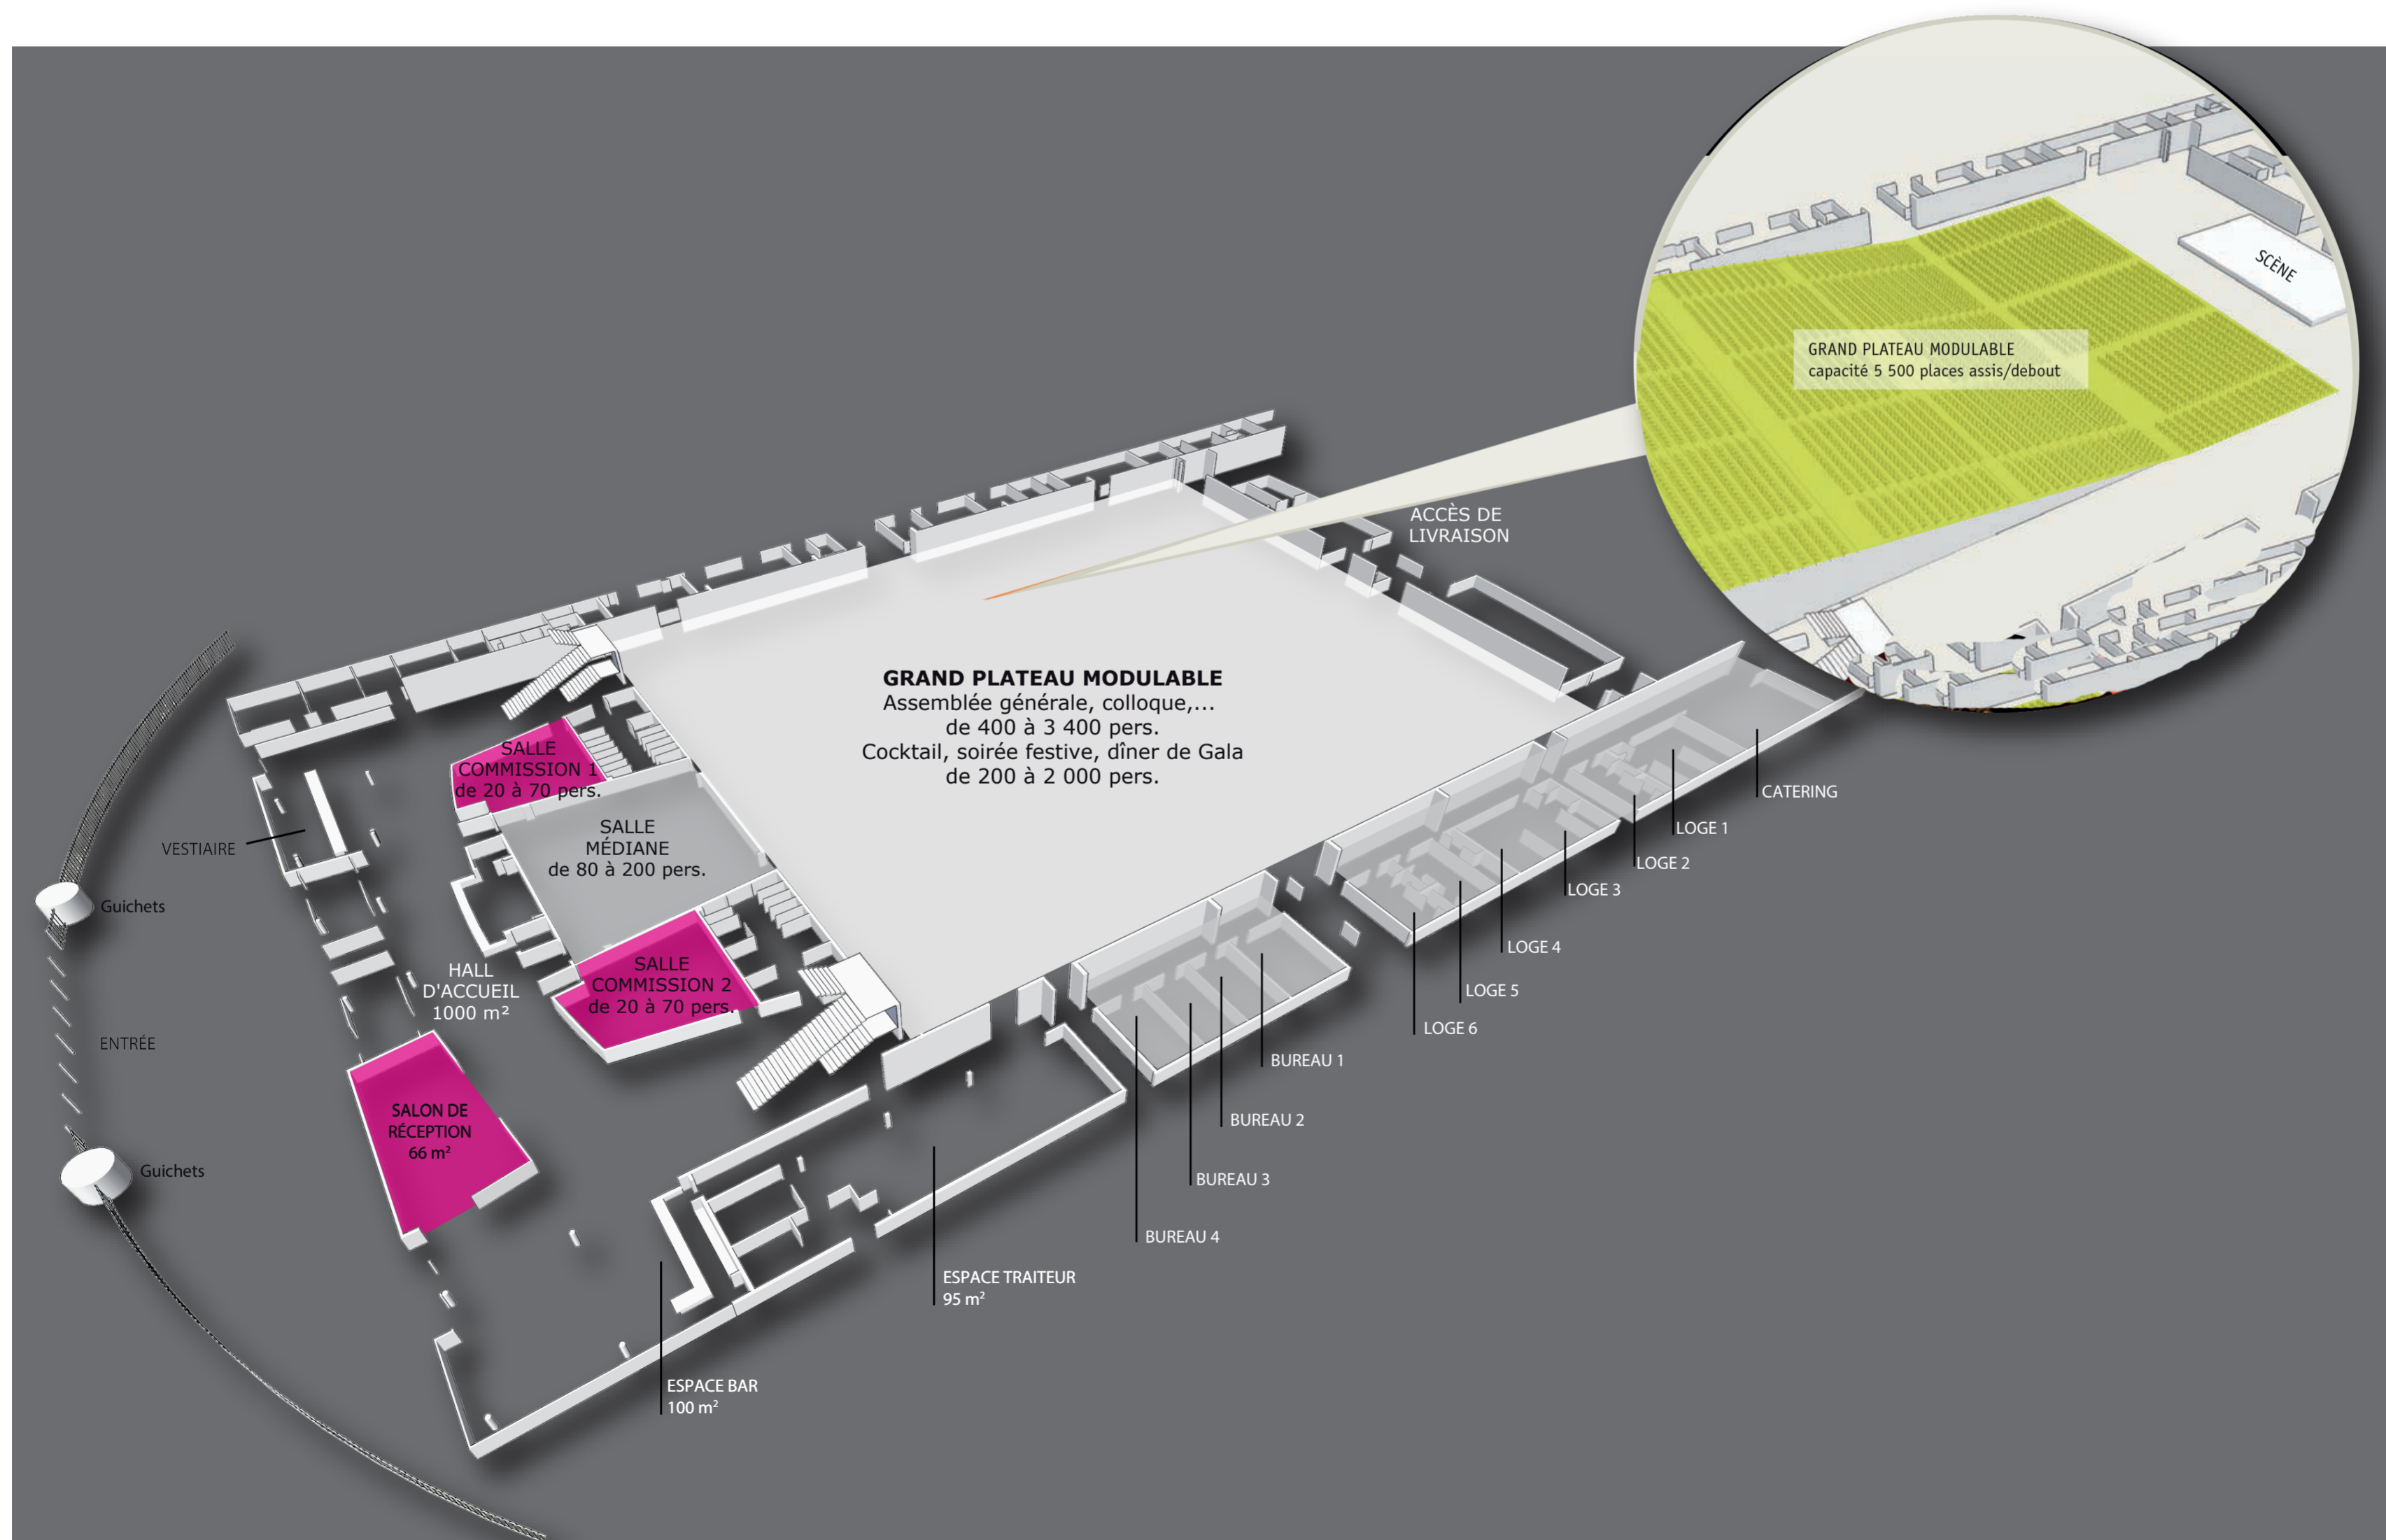 SCÈNE
GRAND PLATEAU MODULABLE
capacité 5 500 places assis/debout
ACCÈS DE
LIVRAISON
GRAND PLATEAU MODULABLE
Assemblée générale, colloque,...
de 400 à 3 400 pers.
Cocktail, soirée festive, dîner de Gala
de 200 à 2 000 pers.
SALLE
COMMISSION 1
de 20 à 70 pers.
SALLE
MÉDIANE
de 80 à 200 pers.
VESTIAIRE
Guichets
HALL
D'ACCUEIL
1000 m²
SALLE
COMMISSION 2
de 20 à 70 pers.
ENTRÉE
SALON DE
RÉCEPTION
66 m²
Guichets
CATERING
LOGE 1
LOGE 2
LOGE 3
LOGE 4
LOGE 5
LOGE 6
BUREAU 1
BUREAU 2
BUREAU 3
BUREAU 4
ESPACE TRAITEUR
95 m²
ESPACE BAR
100 m²